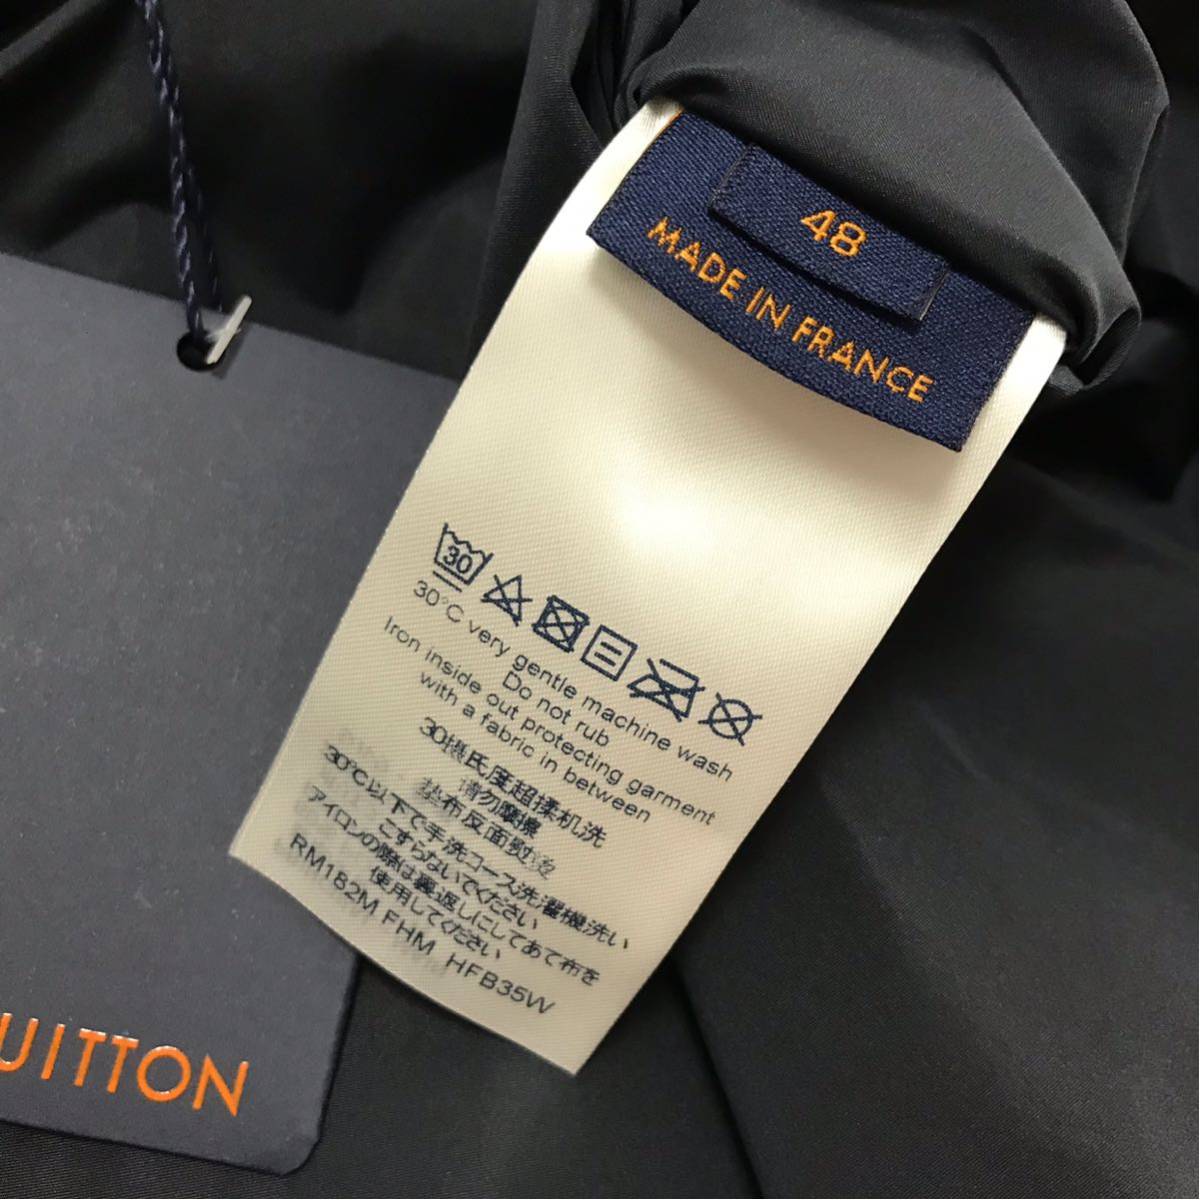 48
MADE IN FRANCE
30
30°C very gentle machine wash
Do not rub
Iron inside out protecting garment
with a fabric in between
30摄氏度超揉机洗
请勿摩擦
垫布反面熨烫
30℃以下で手洗コース洗濯機洗い
こすらないでください
アイロンの際は裏返しにしてあて布を
使用してください
RM182M FHM HFB35W
UITTON